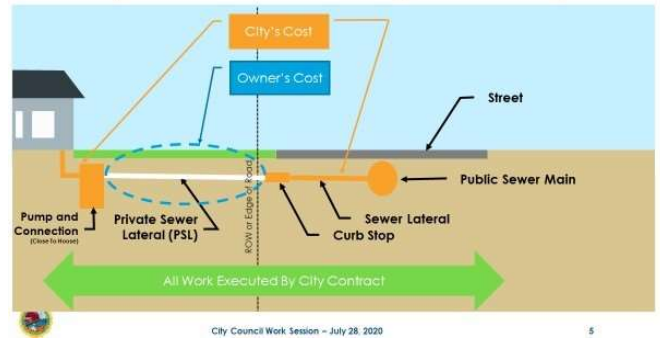 City's Cost
Owner's Cost
Street
ROW or Edge of Road
Public Sewer Main
Pump and
Connection
(Close To House)
Private Sewer
Lateral (PSL)
Sewer Lateral
Curb Stop
All Work Executed By City Contract
City Council Work Session – July 28, 2020
5